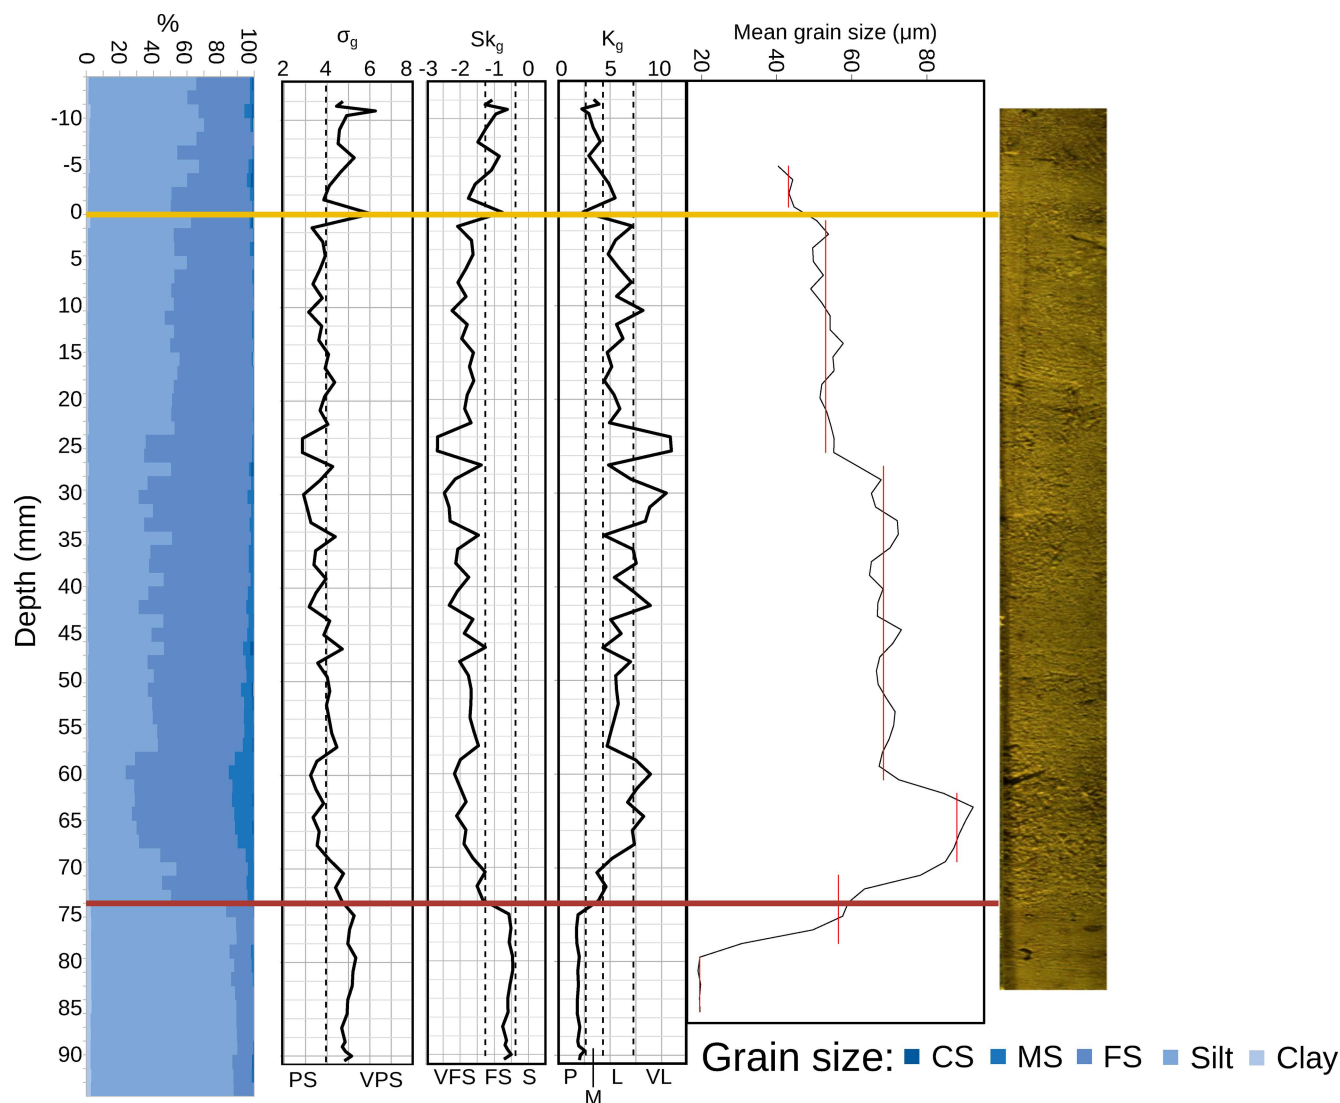 %
0 20 40 60 80 100
σg
2 4 6 8
Skg
-3 -2 -1 0
Kg
0 5 10
Mean grain size (µm)
20 40 60 80
Depth (mm)
-10
-5
0
5
10
15
20
25
30
35
40
45
50
55
60
65
70
75
80
85
90
PS VPS
VFS FS S
P M L VL
Grain size: CS MS FS Silt Clay